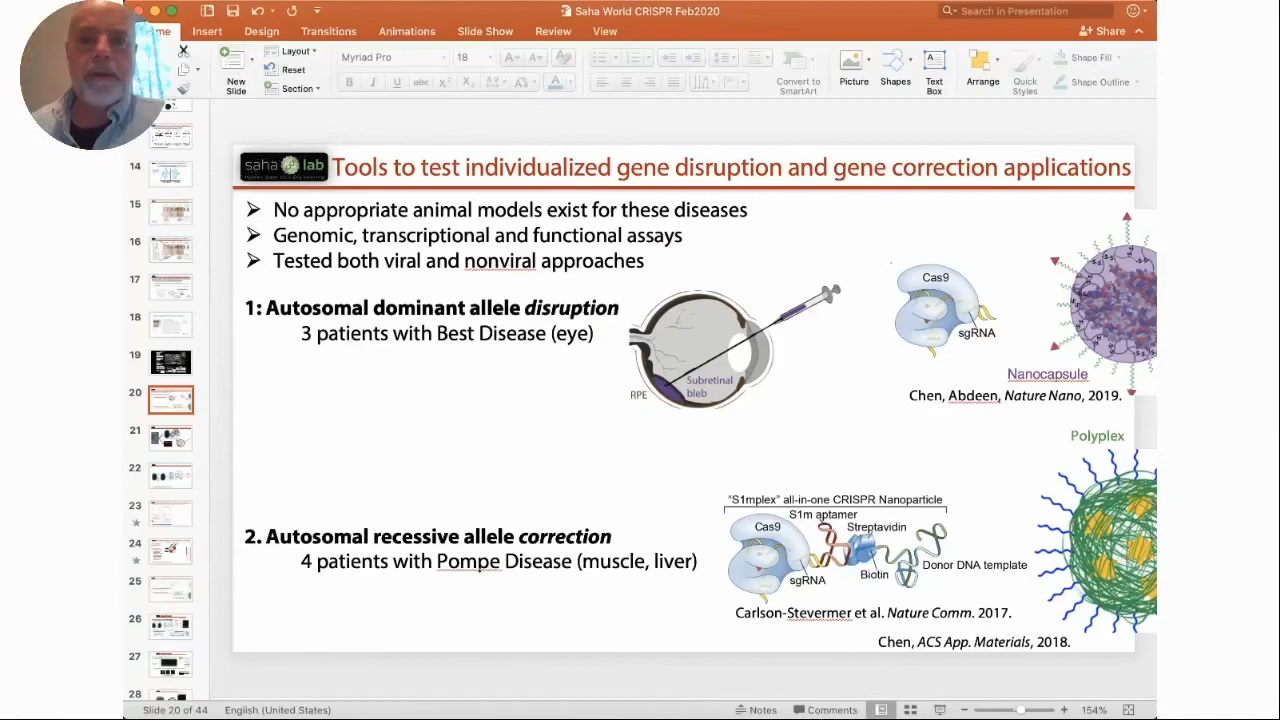 Saha World CRISPR Feb2020
Search in Presentation
Insert
Design
Transitions
Animations
Slide Show
Review
View
Share
New
Slide
Layout
Reset
Section
Myriad Pro
18
Convert to
SmartArt
Picture
Shapes
Text
Box
Arrange
Quick
Styles
Shape Fill
Shape Outline
14
15
16
17
18
19
20
21
22
23
24
25
26
27
28
saha lab
Tools to test individualized gene disruption and gene correction applications
No appropriate animal models exist for these diseases
Genomic, transcriptional and functional assays
Tested both viral and nonviral approaches
1: Autosomal dominant allele disruption
3 patients with Best Disease (eye)
RPE
Subretinal
bleb
Cas9
sgRNA
Nanocapsule
Chen, Abdeen, Nature Nano, 2019.
Polyplex
2. Autosomal recessive allele correction
4 patients with Pompe Disease (muscle, liver)
"S1mplex" all-in-one CRISPR Nanoparticle
S1m aptamer
Cas9
Streptavidin
sgRNA
Biotin
Donor DNA template
Carlson-Stevermer et al. Nature Comm, 2017.
ACS App. Materials, 2018.
Slide 20 of 44
English (United States)
Notes
Comments
154%